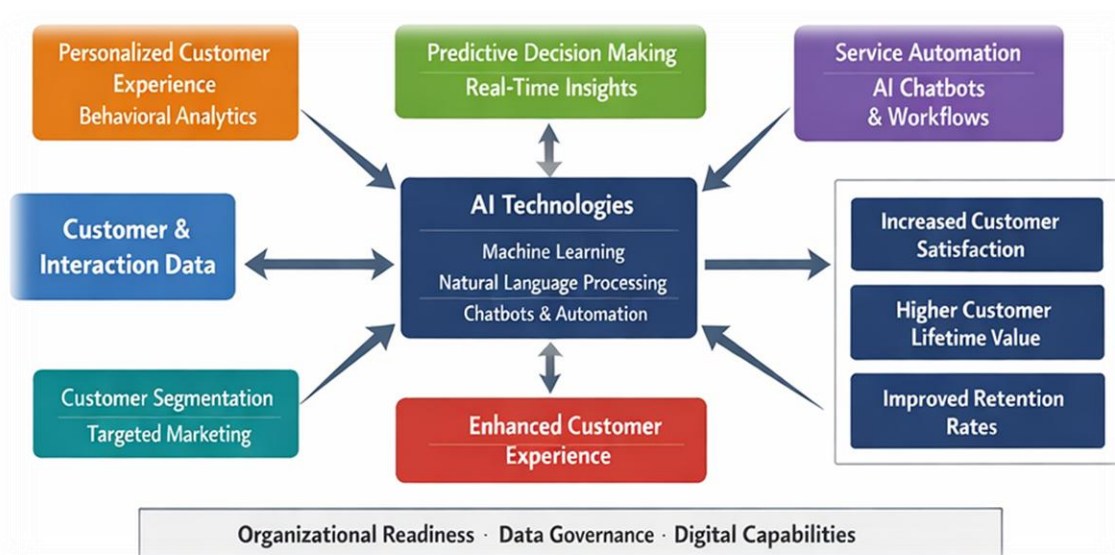 Personalized Customer
Experience
Behavioral Analytics
Predictive Decision Making
Real-Time Insights
Service Automation
AI Chatbots
& Workflows
Customer &
Interaction Data
AI Technologies
Machine Learning
Natural Language Processing
Chatbots & Automation
Increased Customer
Satisfaction
Higher Customer
Lifetime Value
Improved Retention
Rates
Customer Segmentation
Targeted Marketing
Enhanced Customer
Experience
Organizational Readiness · Data Governance · Digital Capabilities